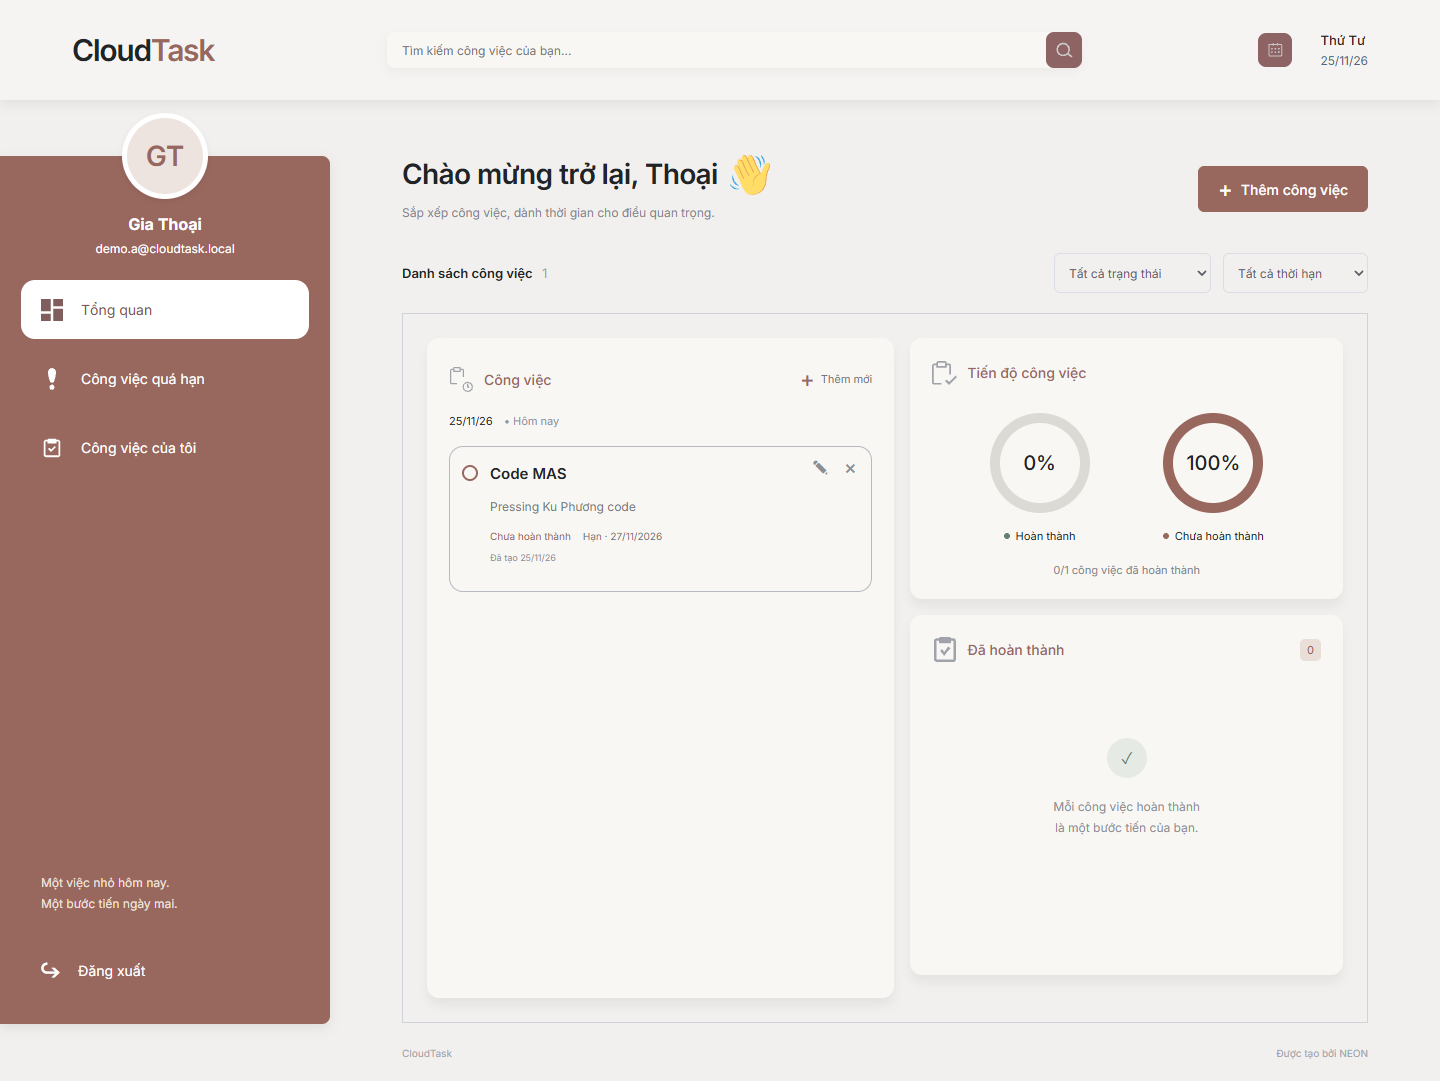 CloudTask
Tìm kiếm công việc của bạn...
Thứ Tư
25/11/26
GT
Gia Thoại
demo.a@cloudtask.local
Tổng quan
Công việc quá hạn
Công việc của tôi
Một việc nhỏ hôm nay.
Một bước tiến ngày mai.
Đăng xuất
Chào mừng trở lại, Thoại
Sắp xếp công việc, dành thời gian cho điều quan trọng.
Thêm công việc
Danh sách công việc 1
Tất cả trạng thái
Tất cả thời hạn
Công việc
Thêm mới
25/11/26 • Hôm nay
Code MAS
Pressing Ku Phương code
Chưa hoàn thành Hạn · 27/11/2026
Đã tạo 25/11/26
Tiến độ công việc
0% 100%
Hoàn thành Chưa hoàn thành
0/1 công việc đã hoàn thành
Đã hoàn thành 0
Mỗi công việc hoàn thành
là một bước tiến của bạn.
CloudTask
Được tạo bởi NEON